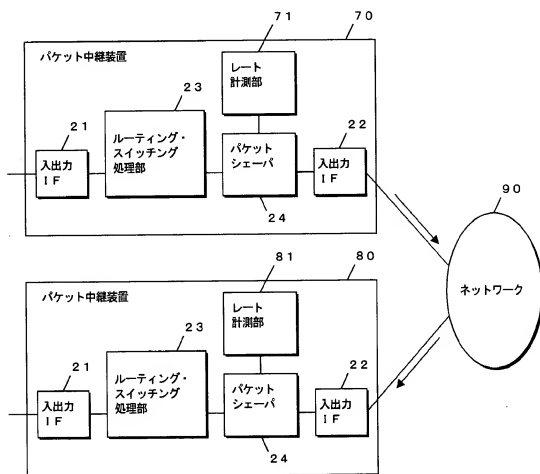 ７１
７０
パケット中継装置
レート
計測部
２３
２１
ルーティング・
スイッチング
処理部
２２
入出力
ＩＦ
パケット
シェーパ
入出力
ＩＦ
２４
９０
８１
８０
パケット中継装置
ネットワーク
レート
計測部
２３
２１
ルーティング・
スイッチング
処理部
２２
入出力
ＩＦ
パケット
シェーパ
入出力
ＩＦ
２４